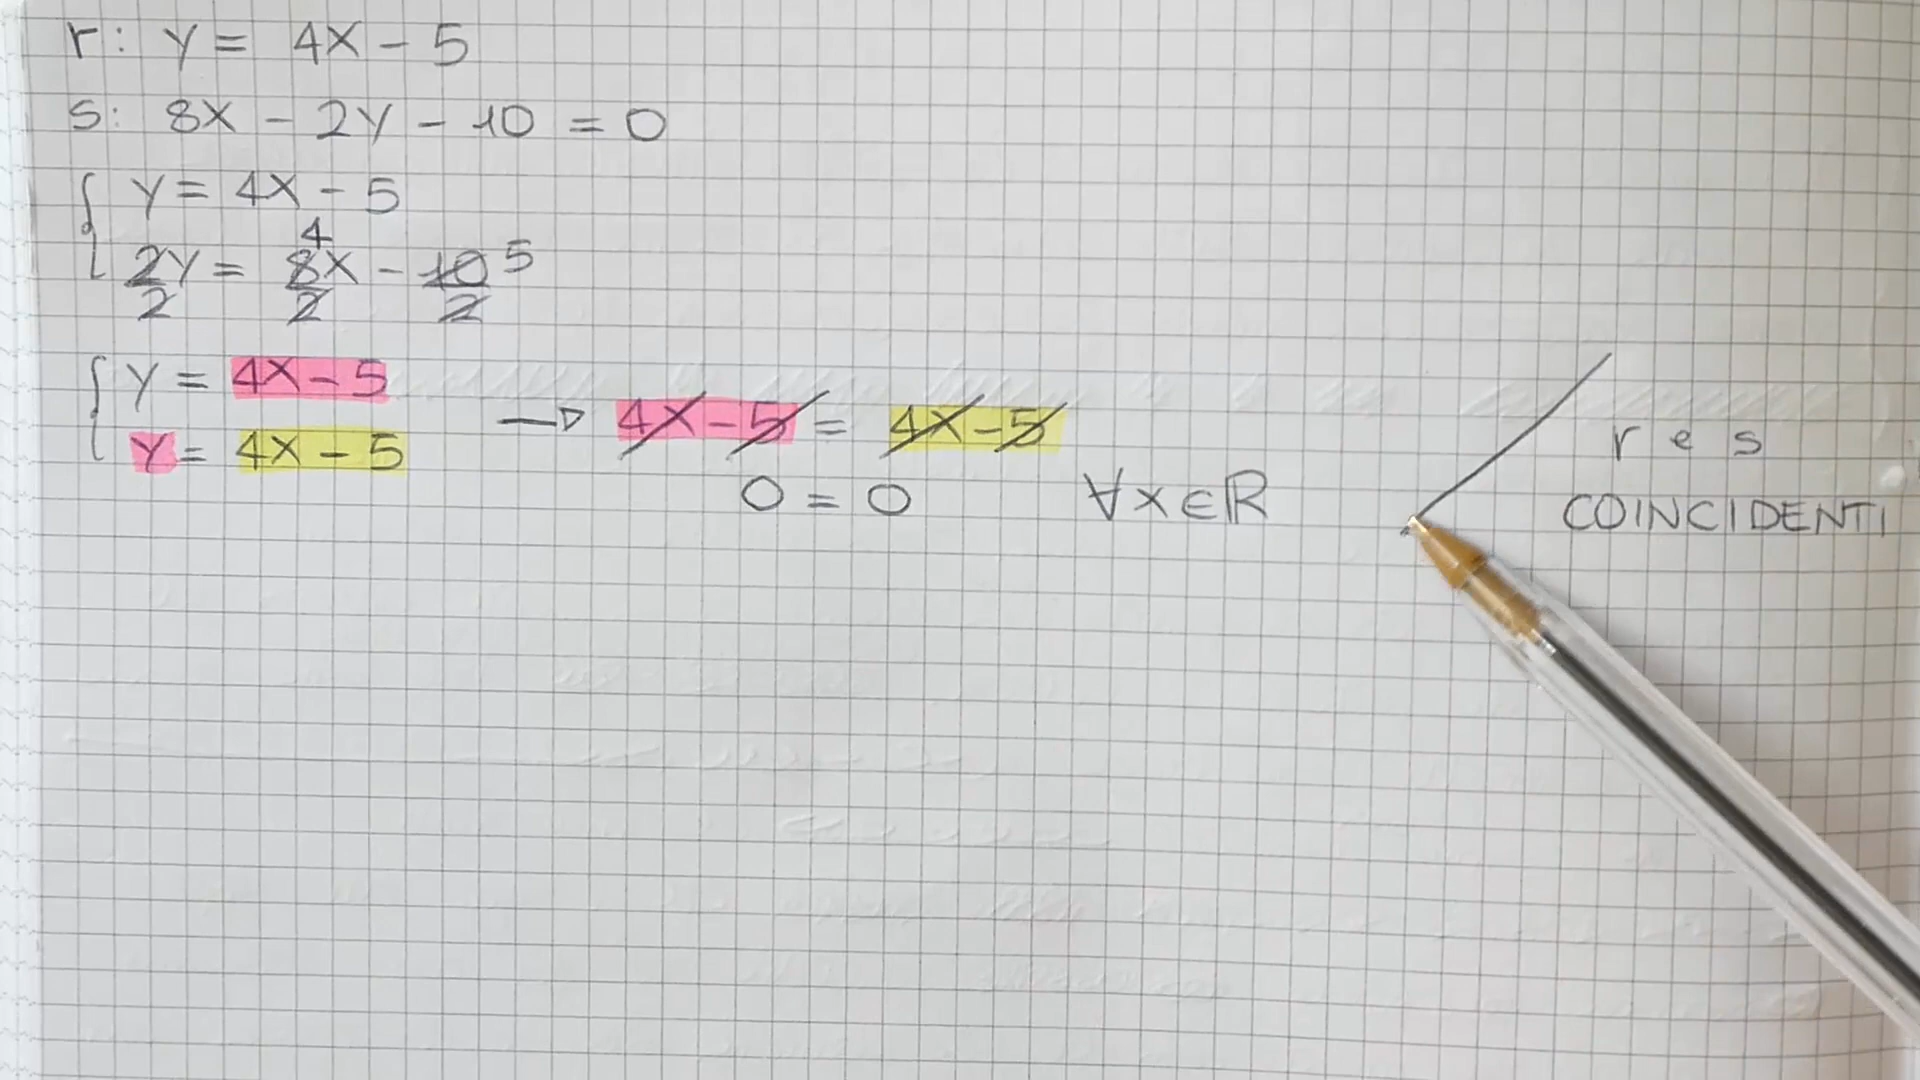 r: y = 4x - 5
s: 8x - 2y - 10 = 0
{ y = 4x - 5
4
2y = 8x - 10 5
2 2 2
{ y = 4x - 5
y = 4x - 5
→ 4x - 5 = 4x - 5
0 = 0 ∀x∈ℝ
r e s
COINCIDENTI